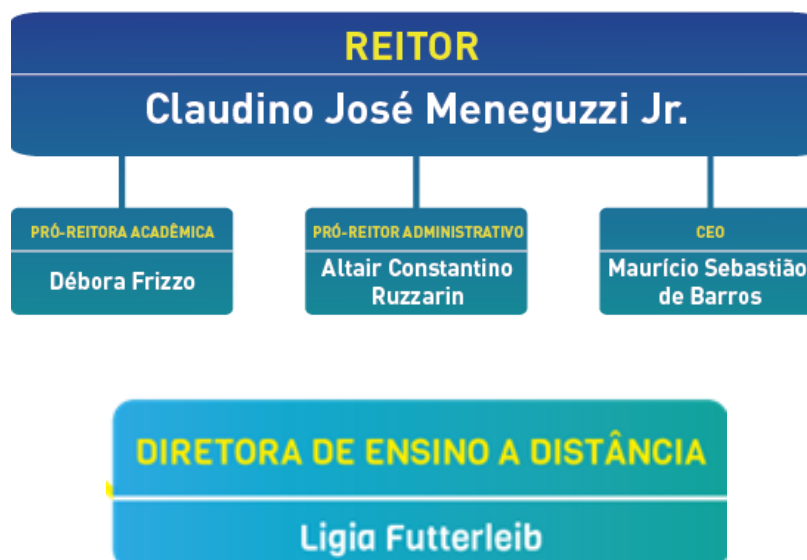 REITOR
Claudino José Meneguzzi Jr.
PRÓ-REITORA ACADÊMICA
Débora Frizzo
PRÓ-REITOR ADMINISTRATIVO
Altair Constantino
Ruzzarin
CEO
Maurício Sebastião
de Barros
DIRETORA DE ENSINO A DISTÂNCIA
Ligia Futterleib